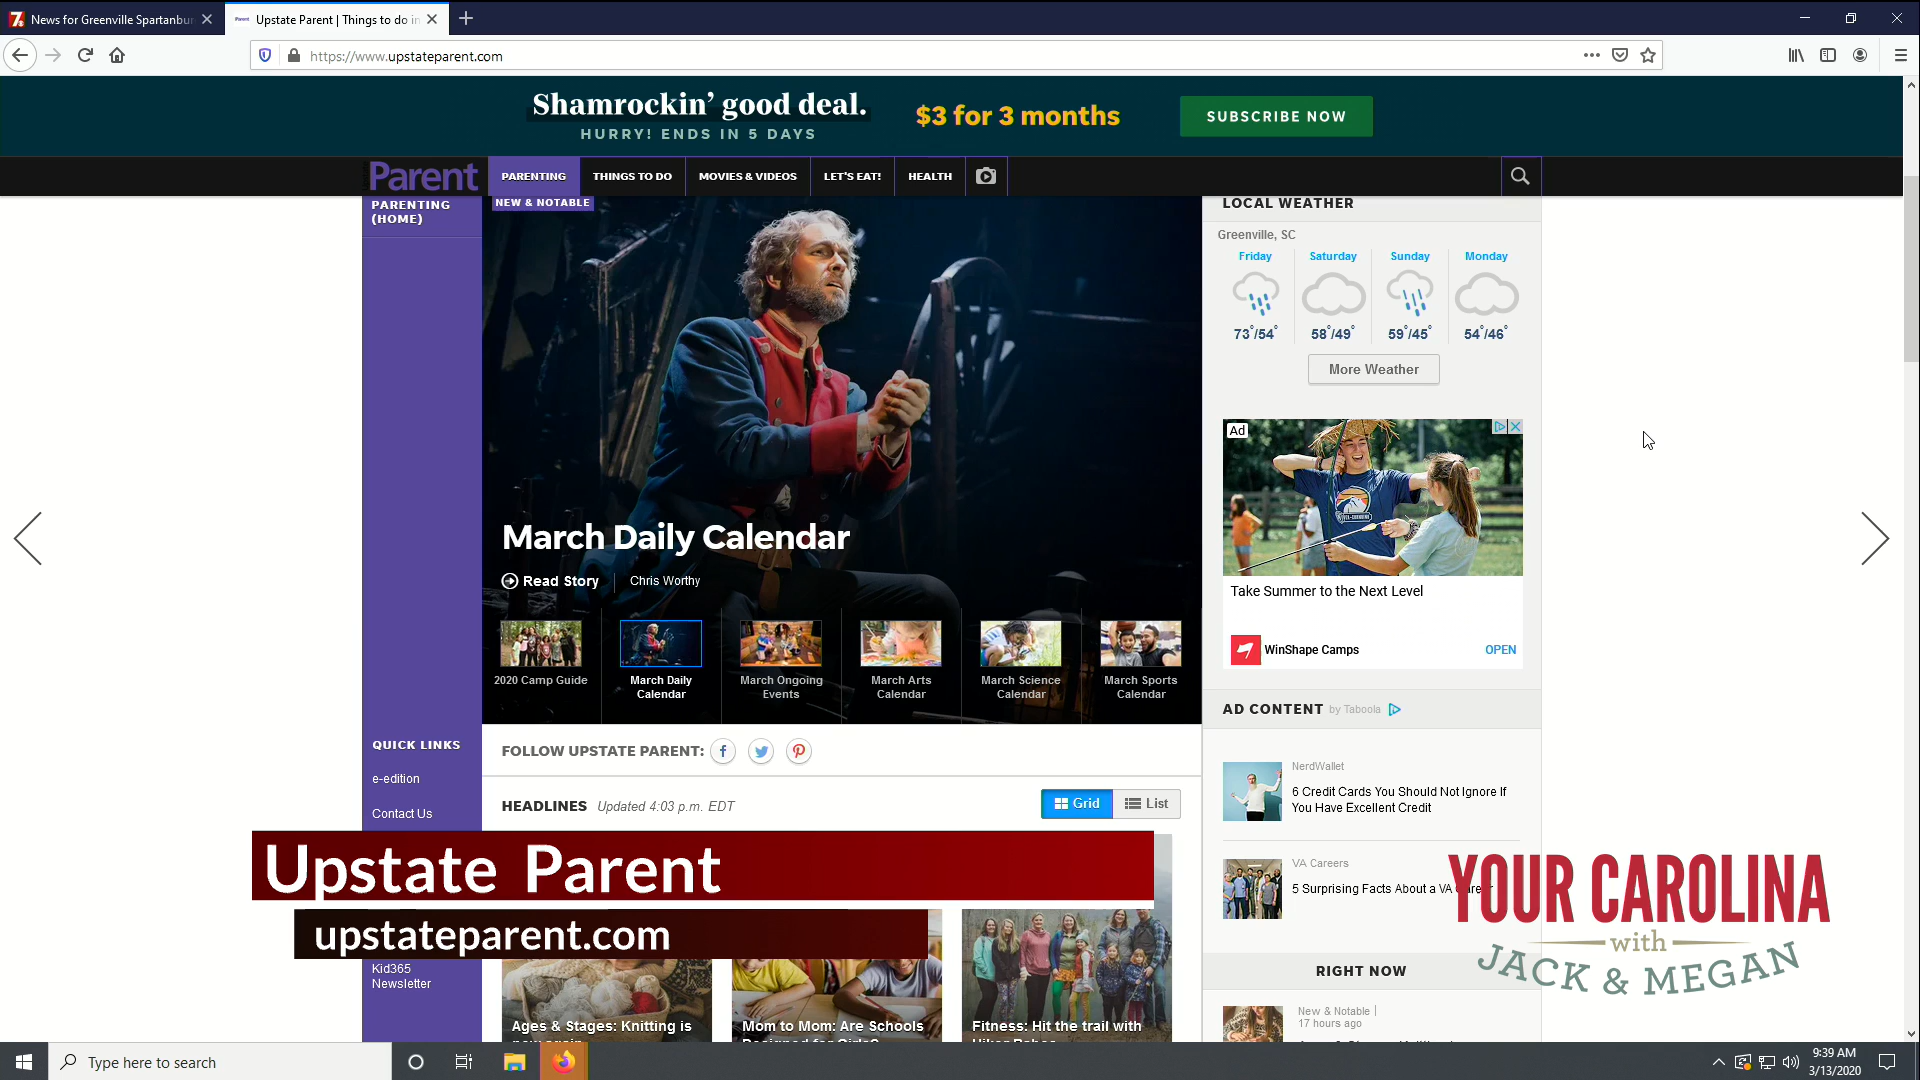 News for Greenville Spartanbur
Upstate Parent | Things to do in
https://www.upstateparent.com
Shamrockin' good deal.
HURRY! ENDS IN 5 DAYS
$3 for 3 months
SUBSCRIBE NOW
Parent
PARENTING
THINGS TO DO
MOVIES & VIDEOS
LET'S EAT!
HEALTH
PARENTING
(HOME)
NEW & NOTABLE
March Daily Calendar
Read Story
Chris Worthy
2020 Camp Guide
March Daily
Calendar
March Ongoing
Events
March Arts
Calendar
March Science
Calendar
March Sports
Calendar
LOCAL WEATHER
Greenville, SC
Friday
Saturday
Sunday
Monday
73°/54°
58°/49°
59°/45°
54°/46°
More Weather
Ad
Take Summer to the Next Level
WinShape Camps
OPEN
AD CONTENT by Taboola
NerdWallet
6 Credit Cards You Should Not Ignore If
You Have Excellent Credit
VA Careers
5 Surprising Facts About a VA Career
RIGHT NOW
New & Notable |
17 hours ago
QUICK LINKS
e-edition
Contact Us
Kid365
Newsletter
FOLLOW UPSTATE PARENT:
HEADLINES Updated 4:03 p.m. EDT
Grid
List
Upstate Parent
upstateparent.com
Ages & Stages: Knitting is
Mom to Mom: Are Schools
Fitness: Hit the trail with
YOUR CAROLINA
with
JACK & MEGAN
Type here to search
9:39 AM
3/13/2020